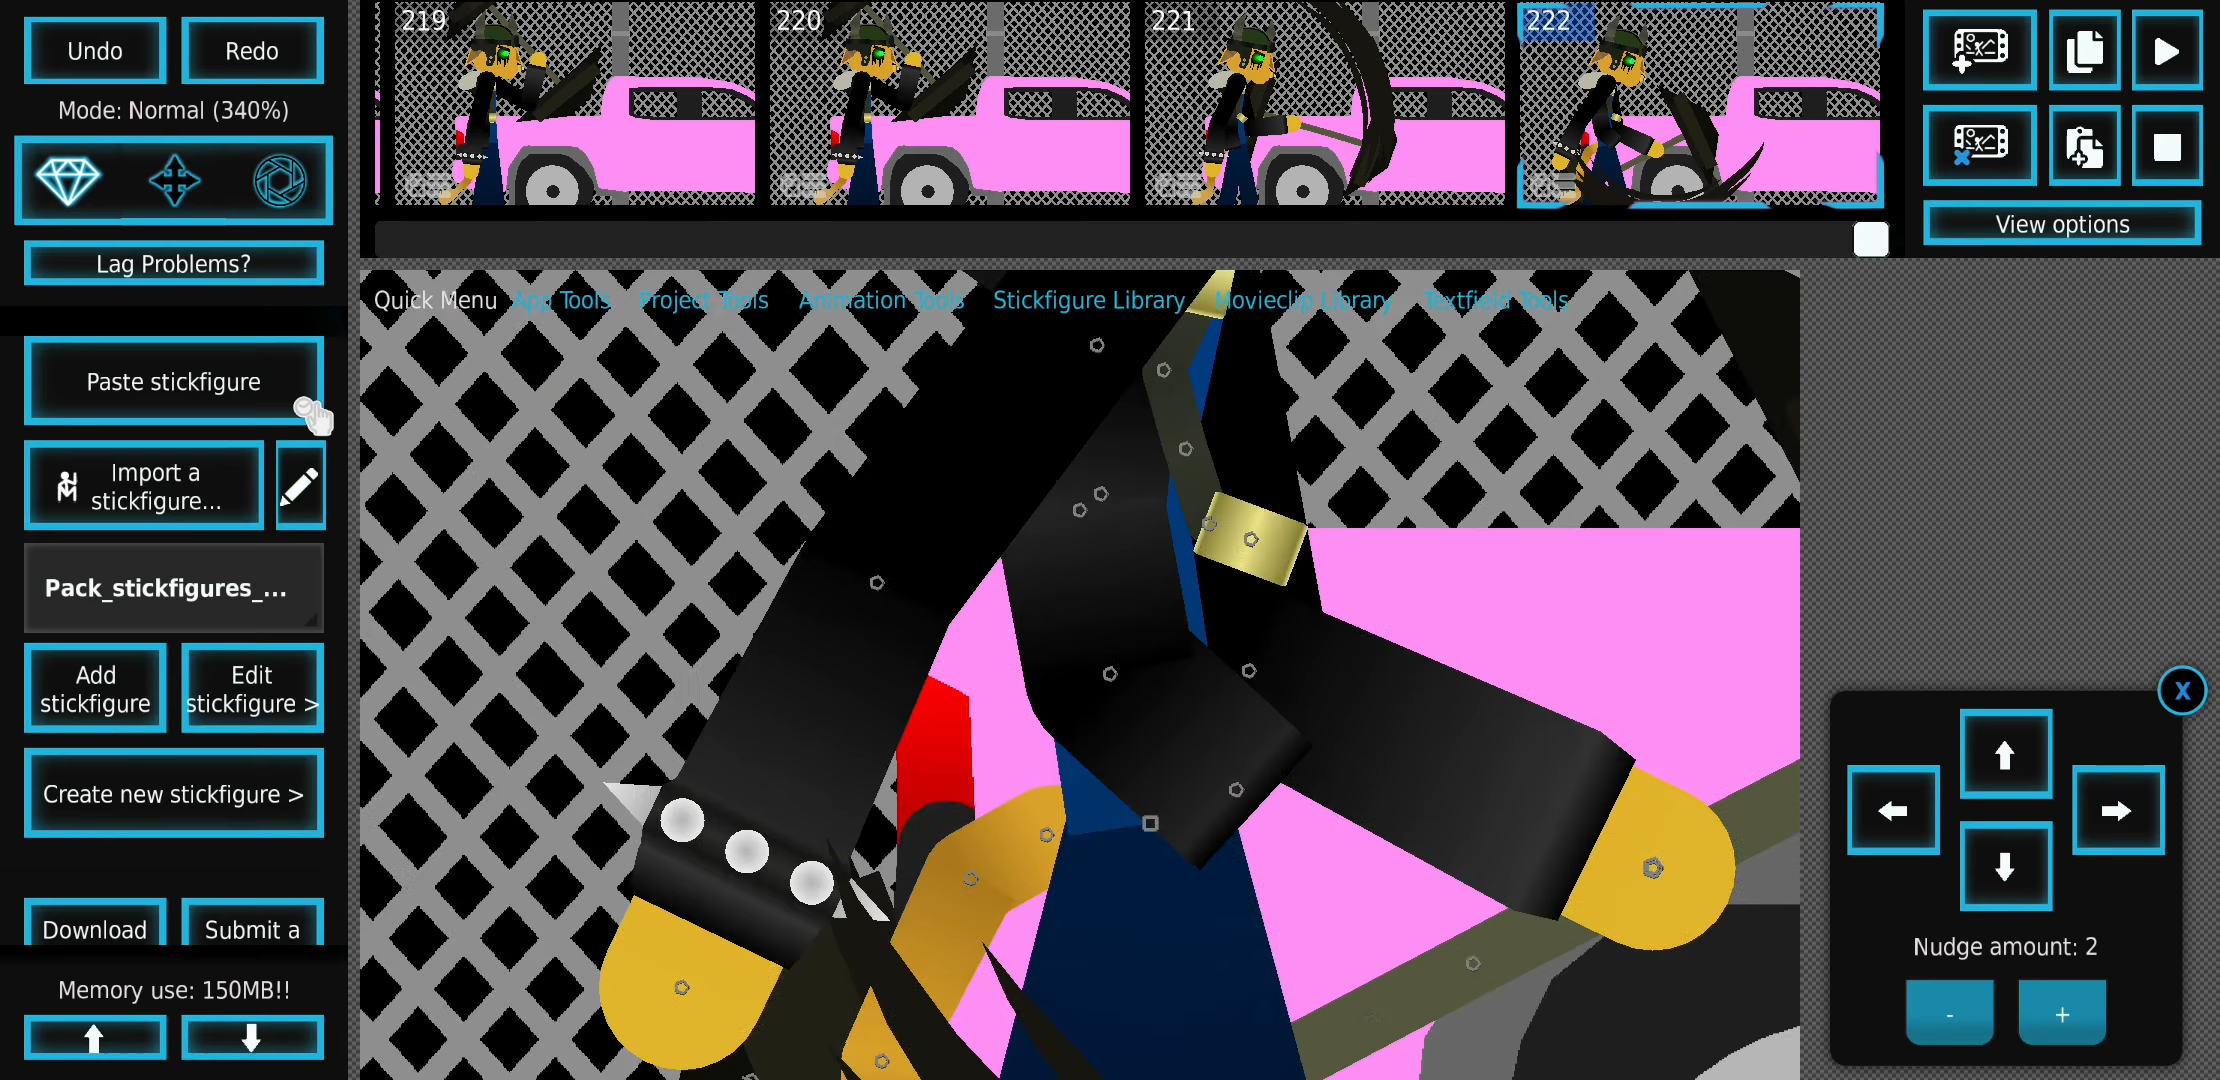 Undo
Redo
Mode: Normal (340%)
Lag Problems?
219
220
221
222
View options
Quick Menu
App Tools
Project Tools
Animation Tools
Stickfigure Library
Movieclip Library
Textfield Tools
Paste stickfigure
Import a
stickfigure...
Pack_stickfigures_...
Add
stickfigure
Edit
stickfigure >
Create new stickfigure >
Download
Submit a
Memory use: 150MB!!
X
Nudge amount: 2
-
+